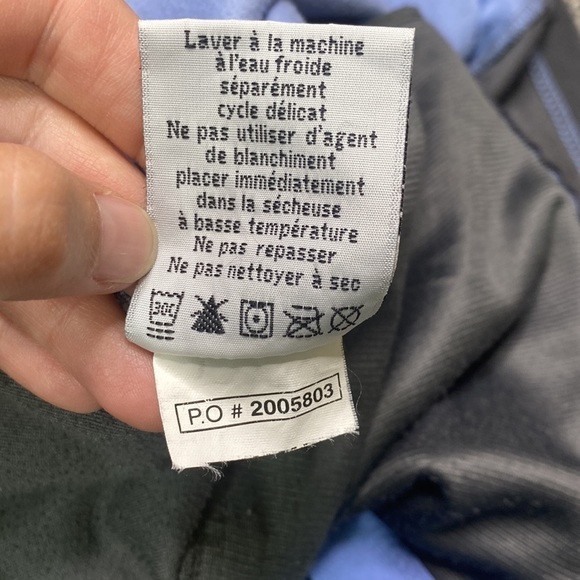 Laver à la machine
à l'eau froide
séparément
cycle délicat
Ne pas utiliser d'agent
de blanchiment
placer immédiatement
dans la sécheuse
à basse température
Ne pas repasser
Ne pas nettoyer à sec
30C
P.O # 2005803